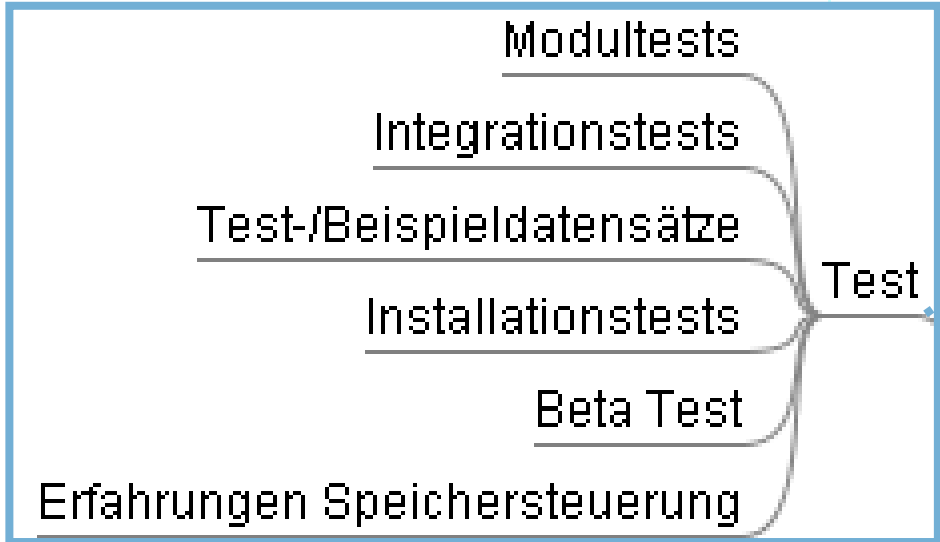 Modultests
Integrationstests
Test-/Beispieldatensätze
Test
Installationstests
Beta Test
Erfahrungen Speichersteuerung